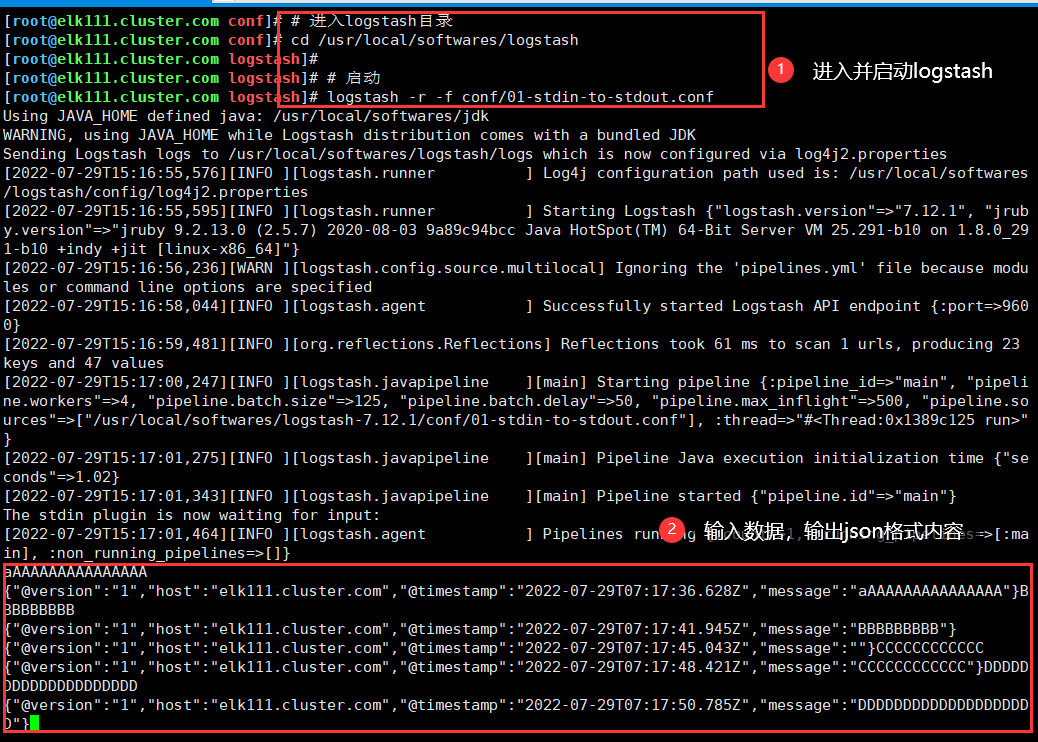 [root@elk111.cluster.com conf]# # 进入logstash目录
[root@elk111.cluster.com conf]# cd /usr/local/softwares/logstash
[root@elk111.cluster.com logstash]#
[root@elk111.cluster.com logstash]# # 启动
[root@elk111.cluster.com logstash]# logstash -r -f conf/01-stdin-to-stdout.conf
1 进入并启动logstash
Using JAVA_HOME defined java: /usr/local/softwares/jdk
WARNING, using JAVA_HOME while Logstash distribution comes with a bundled JDK
Sending Logstash logs to /usr/local/softwares/logstash/logs which is now configured via log4j2.properties
[2022-07-29T15:16:55,576][INFO ][logstash.runner          ] Log4j configuration path used is: /usr/local/softwares
/logstash/config/log4j2.properties
[2022-07-29T15:16:55,595][INFO ][logstash.runner          ] Starting Logstash {"logstash.version"=>"7.12.1", "jrub
y.version"=>"jruby 9.2.13.0 (2.5.7) 2020-08-03 9a89c94bcc Java HotSpot(TM) 64-Bit Server VM 25.291-b10 on 1.8.0_29
1-b10 +indy +jit [linux-x86_64]"}
[2022-07-29T15:16:56,236][WARN ][logstash.config.source.multilocal] Ignoring the 'pipelines.yml' file because modu
les or command line options are specified
[2022-07-29T15:16:58,044][INFO ][logstash.agent           ] Successfully started Logstash API endpoint {:port=>960
0}
[2022-07-29T15:16:59,481][INFO ][org.reflections.Reflections] Reflections took 61 ms to scan 1 urls, producing 23
keys and 47 values
[2022-07-29T15:17:00,247][INFO ][logstash.javapipeline    ][main] Starting pipeline {:pipeline_id=>"main", "pipeli
ne.workers"=>4, "pipeline.batch.size"=>125, "pipeline.batch.delay"=>50, "pipeline.max_inflight"=>500, "pipeline.so
urces"=>["/usr/local/softwares/logstash-7.12.1/conf/01-stdin-to-stdout.conf"], :thread=>"#<Thread:0x1389c125 run>"
}
[2022-07-29T15:17:01,275][INFO ][logstash.javapipeline    ][main] Pipeline Java execution initialization time {"se
conds"=>1.02}
[2022-07-29T15:17:01,343][INFO ][logstash.javapipeline    ][main] Pipeline started {"pipeline.id"=>"main"}
The stdin plugin is now waiting for input:
2 输入数据，输出json格式内容
[2022-07-29T15:17:01,464][INFO ][logstash.agent           ] Pipelines =>[:ma
in], :non_running_pipelines=>[]}
aAAAAAAAAAAAAAAA
{"@version":"1","host":"elk111.cluster.com","@timestamp":"2022-07-29T07:17:36.628Z","message":"aAAAAAAAAAAAAAAA"}B
BBBBBBBB
{"@version":"1","host":"elk111.cluster.com","@timestamp":"2022-07-29T07:17:41.945Z","message":"BBBBBBBBB"}
{"@version":"1","host":"elk111.cluster.com","@timestamp":"2022-07-29T07:17:45.043Z","message":""}CCCCCCCCCCCC
{"@version":"1","host":"elk111.cluster.com","@timestamp":"2022-07-29T07:17:48.421Z","message":"CCCCCCCCCCCC"}DDDDD
DDDDDDDDDDDDDDD
{"@version":"1","host":"elk111.cluster.com","@timestamp":"2022-07-29T07:17:50.785Z","message":"DDDDDDDDDDDDDDDDDDD
D"}